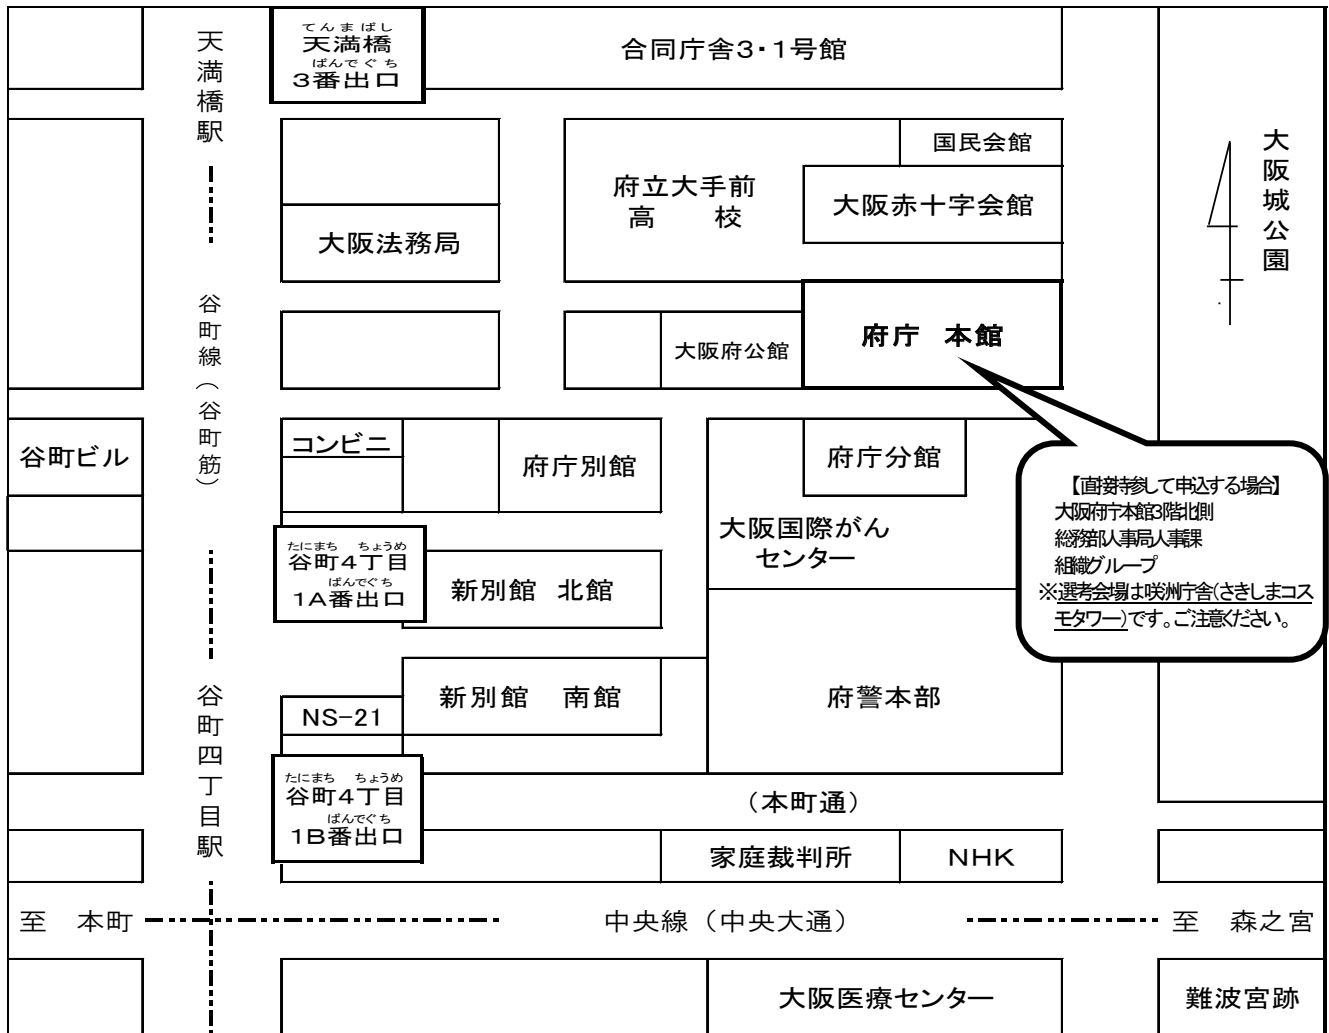 てんまばし
天満橋
ばんでぐち
3番出口
合同庁舎3・1号館
天満橋駅
国民会館
府立大手前
高　校
大阪赤十字会館
大阪城公園
大阪法務局
谷町線（谷町筋）
大阪府公館
府庁　本館
谷町ビル
コンビニ
府庁別館
府庁分館
大阪国際がん
センター
【直接持参して申込する場合】
大阪府庁本館3階北側
総務部人事局人事課
組織グループ
※選考会場は咲洲庁舎(さきしまコス
モタワー)です。ご注意ください。
たにまち　ちょうめ
谷町4丁目
ばんでぐち
1A番出口
新別館　北館
新別館　南館
NS-21
府警本部
谷町四丁目駅
たにまち　ちょうめ
谷町4丁目
ばんでぐち
1B番出口
（本町通）
家庭裁判所
NHK
至　本町
中央線（中央大通）
至　森之宮
大阪医療センター
難波宮跡